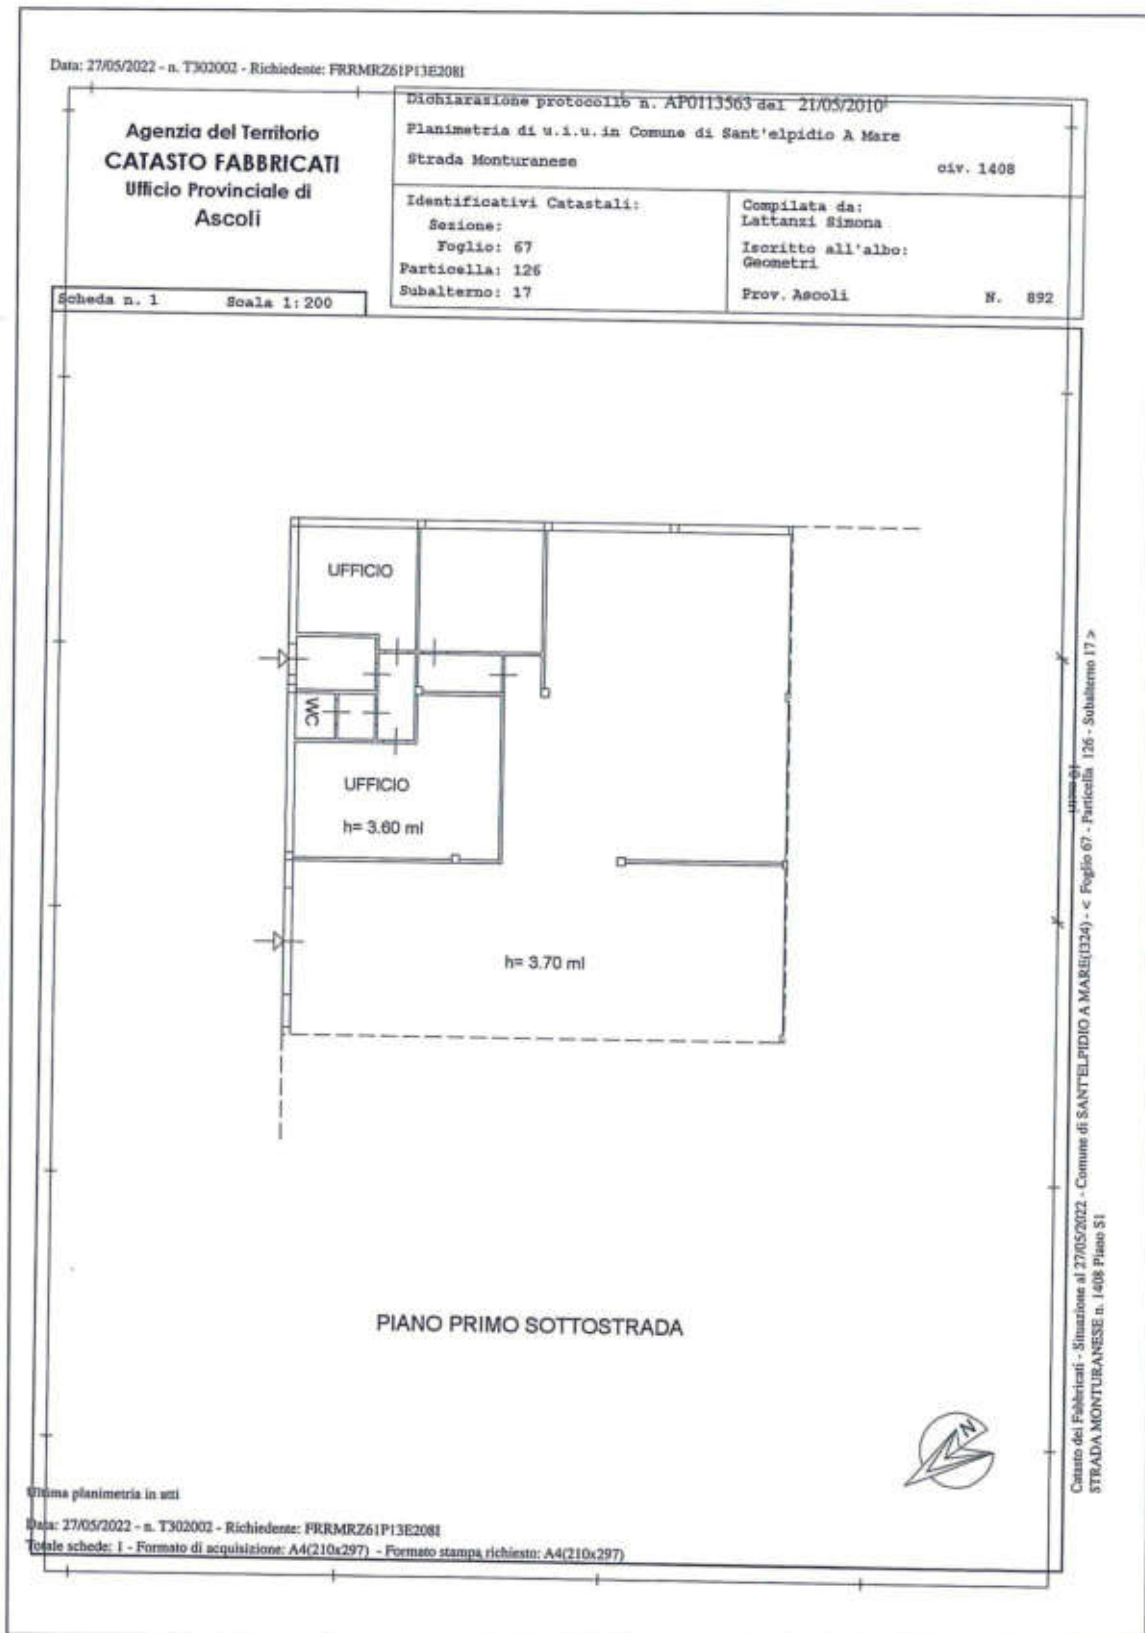 Data: 27/05/2022 - n. T302002 - Richiedente: FRRMRZ61P13E208I
Agenzia del Territorio
CATASTO FABBRICATI
Ufficio Provinciale di
Ascoli
Dichiarazione protocollo n. AP0113563 del 21/05/2010
Planimetria di u.i.u. in Comune di Sant'elpidio A Mare
Strada Monturanese civ. 1408
Identificativi Catastali:
Sezione:
Foglio: 67
Particella: 126
Subalterno: 17
Compilata da:
Lattanzi Simona
Iscritto all'albo:
Geometri
Prov. Ascoli N. 892
Scheda n. 1 Scala 1:200
UFFICIO
WC
UFFICIO
h= 3.60 ml
h= 3.70 ml
PIANO PRIMO SOTTOSTRADA
N
Ultima planimetria in atti
Data: 27/05/2022 - n. T302002 - Richiedente: FRRMRZ61P13E208I
Totale schede: 1 - Formato di acquisizione: A4(210x297) - Formato stampa richiesto: A4(210x297)
Catasto dei Fabbricati - Situazione al 27/05/2022 - Comune di SANT'ELPIDIO A MARE(I324) - < Foglio 67 - Particella 126 - Subalterno 17 >
STRADA MONTURANESE n. 1408 Piano S1